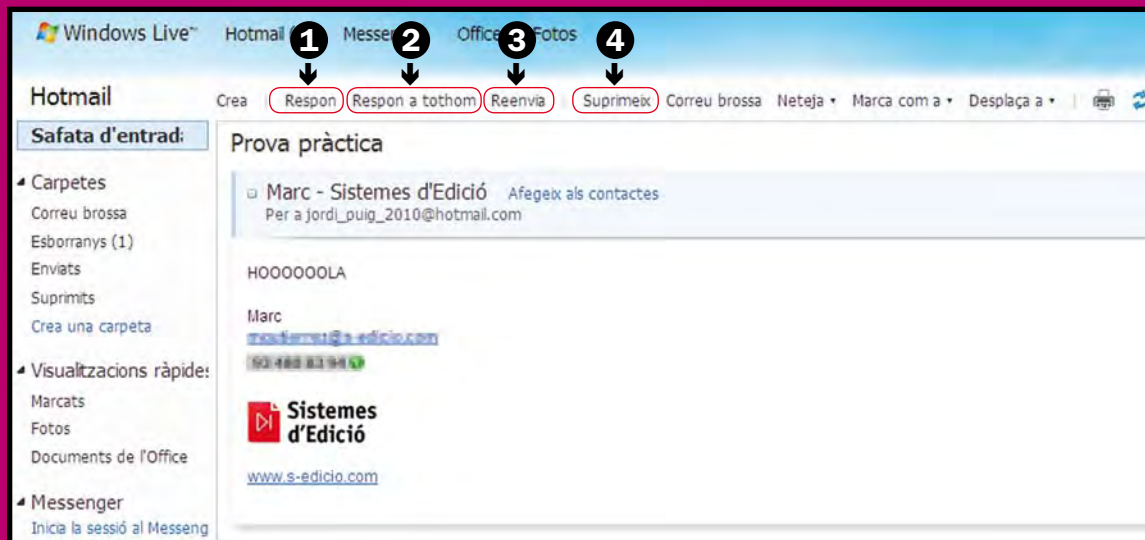 Windows Live™ Hotmail Messe Office Fotos
1 2 3 4
Hotmail Crea Respon Respon a tothom Reenvia Suprimeix Correu brossa Neteja Marca com a Desplaça a
Safata d'entrada
Prova pràctica
Carpetes
Marc - Sistemes d'Edició Afegeix als contactes
Correu brossa
Per a jordi_puig_2010@hotmail.com
Esborranys (1)
Enviats
HOOOOOOLA
Suprimits
Marc
Crea una carpeta
Visualitzacions ràpides
Marcats
Fotos
Sistemes
d'Edició
Documents de l'Office
www.s-edicio.com
Messenger
Inicia la sessió al Messeng